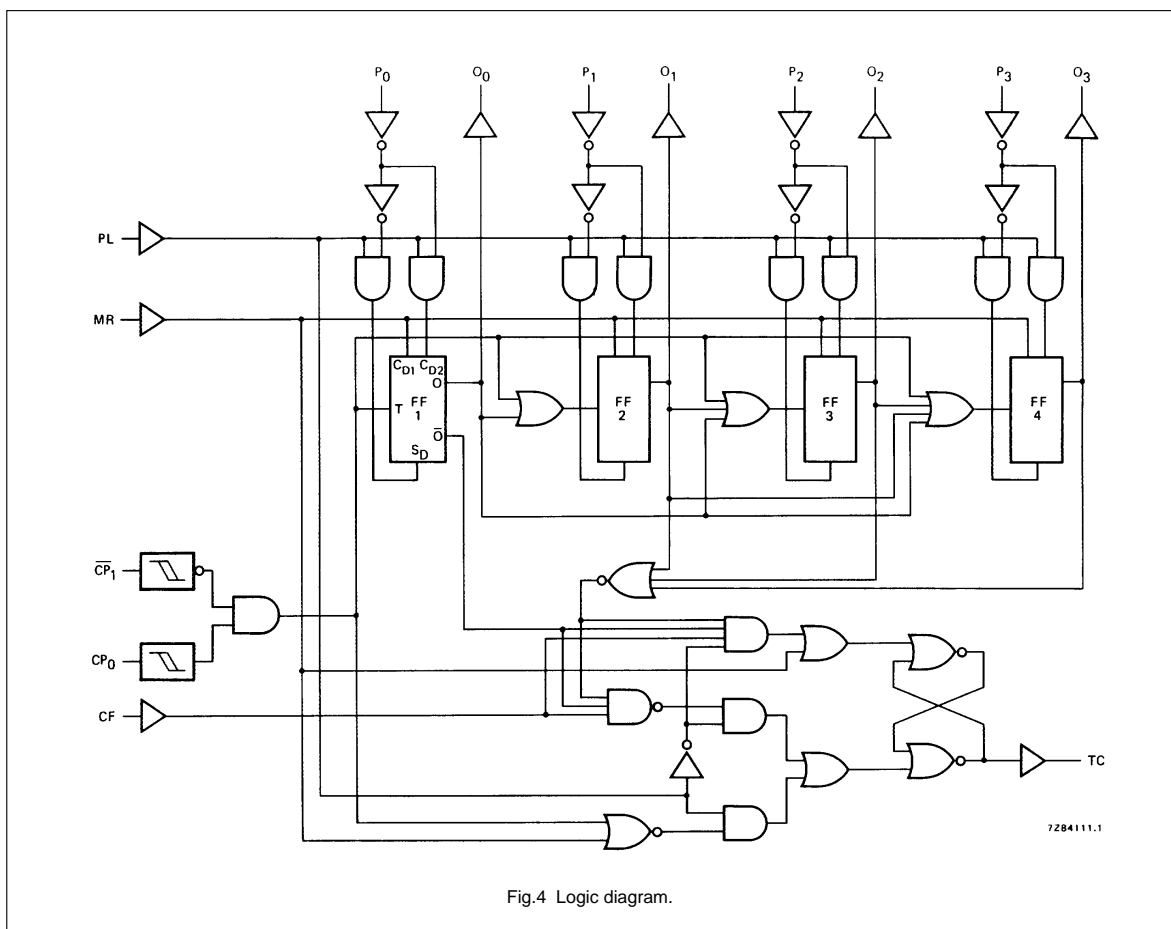 P0 O0 P1 O1 P2 O2 P3 O3
PL
MR
CD1 CD2
O
T FF 1
O̅
SD
FF 2
FF 3
FF 4
C̅P̅1
CP0
CF
TC
7Z84111.1
Fig.4 Logic diagram.